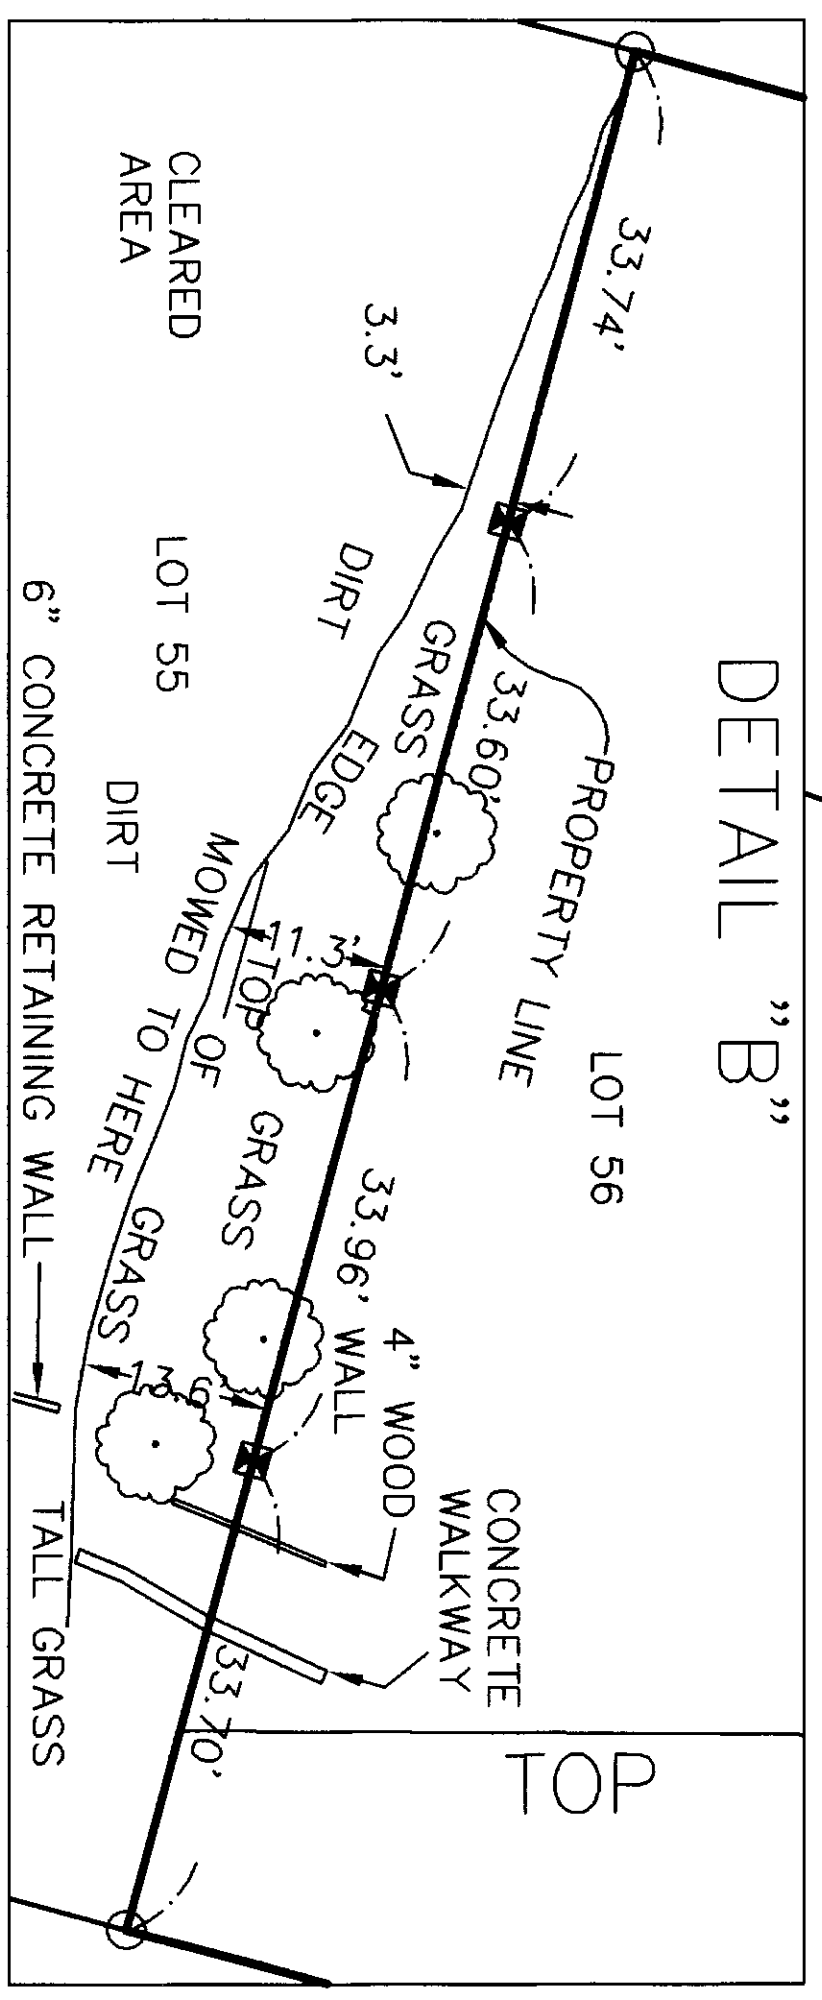 DETAIL "B"
TOP
LOT 56
CONCRETE
WALKWAY
4" WOOD
WALL
PROPERTY LINE
33.74'
33.60'
33.96'
33.70'
GRASS
3.3'
DIRT
EDGE
11.3'
TOP
OF
GRASS
MOWED TO HERE
GRASS
13.6'
CLEARED
AREA
LOT 55
DIRT
6" CONCRETE RETAINING WALL
TALL GRASS